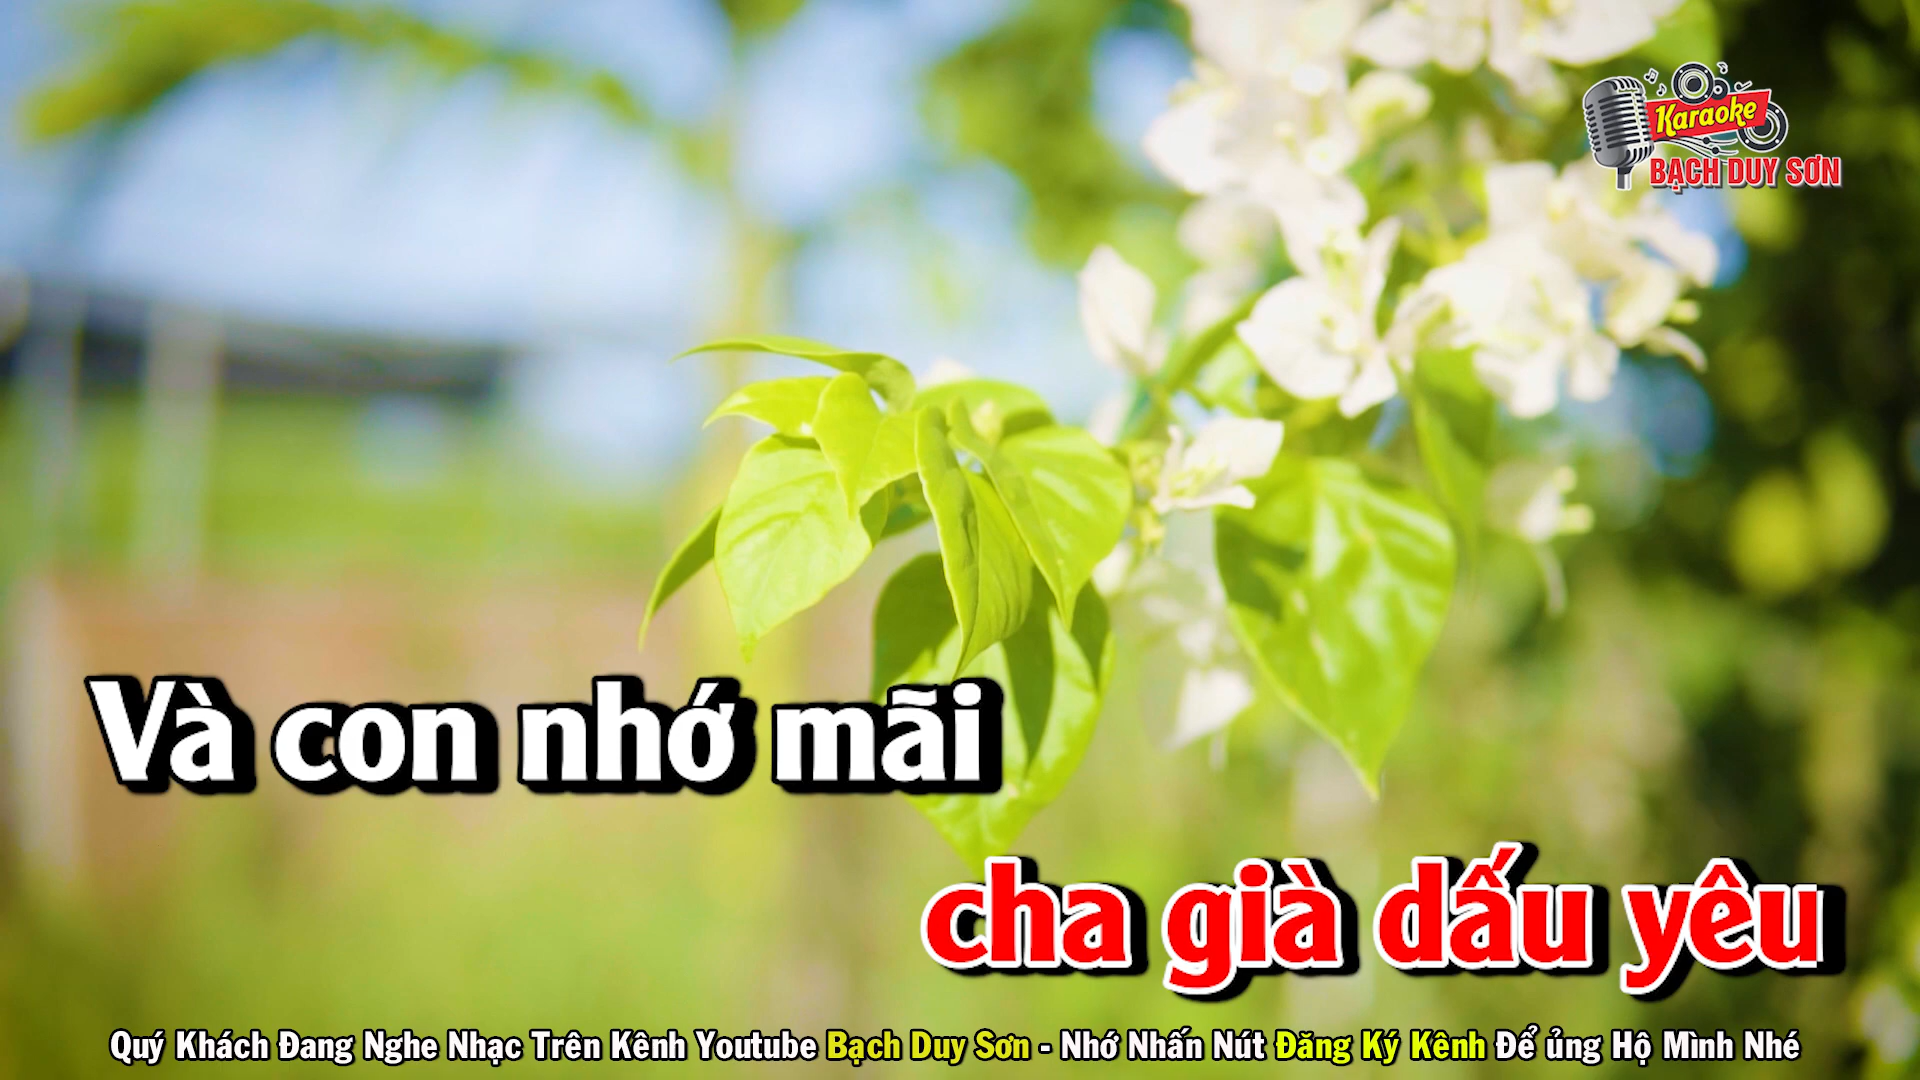 Karaoke
BẠCH DUY SƠN
Và con nhớ mãi
cha già dấu yêu
Quý Khách Đang Nghe Nhạc Trên Kênh Youtube Bạch Duy Sơn - Nhớ Nhấn Nút Đăng Ký Kênh Để ủng Hộ Mình Nhé